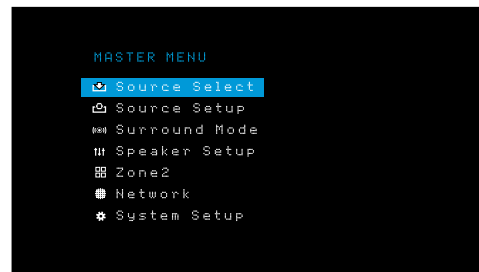 MASTER MENU
Source Select
Source Setup
Surround Mode
Speaker Setup
Zone2
Network
System Setup